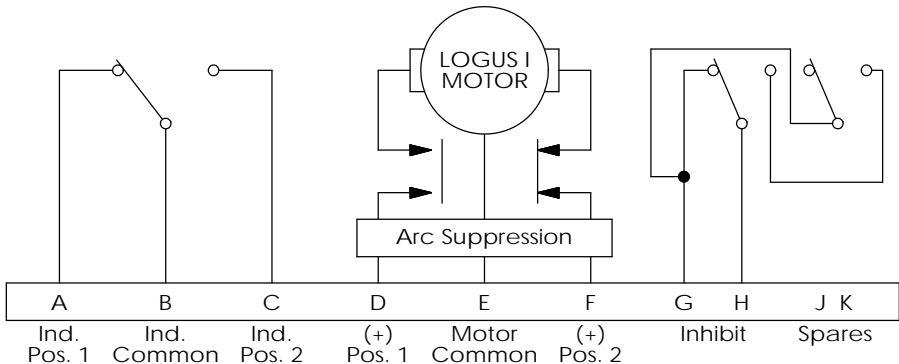 LOGUS I
MOTOR
Arc Suppression
A B C D E F G H J K
Ind. Ind. Ind. (+) Motor (+) Inhibit Spares
Pos. 1 Common Pos. 2 Pos. 1 Common Pos. 2